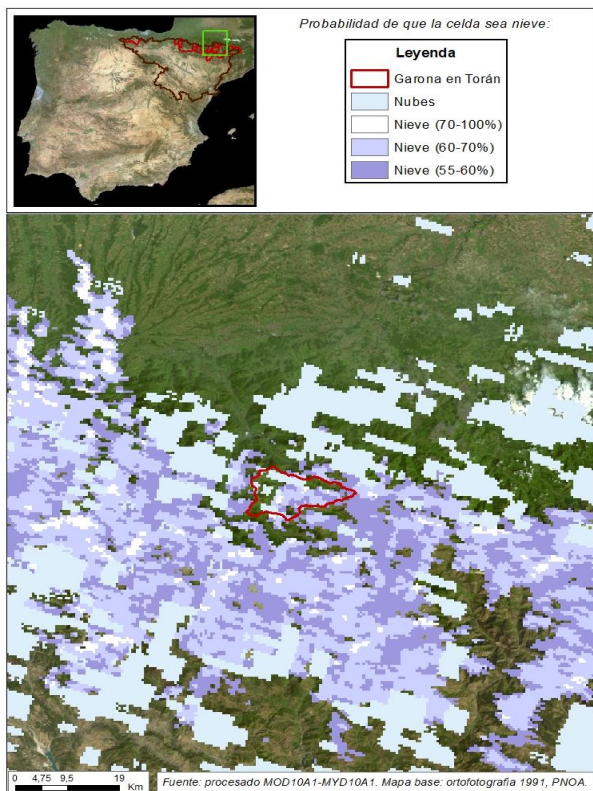 Probabilidad de que la celda sea nieve:
Leyenda
Garona en Torán
Nubes
Nieve (70-100%)
Nieve (60-70%)
Nieve (55-60%)
0 4,75 9,5 19
Km
Fuente: procesado MOD10A1-MYD10A1. Mapa base: ortofotografia 1991, PNOA.